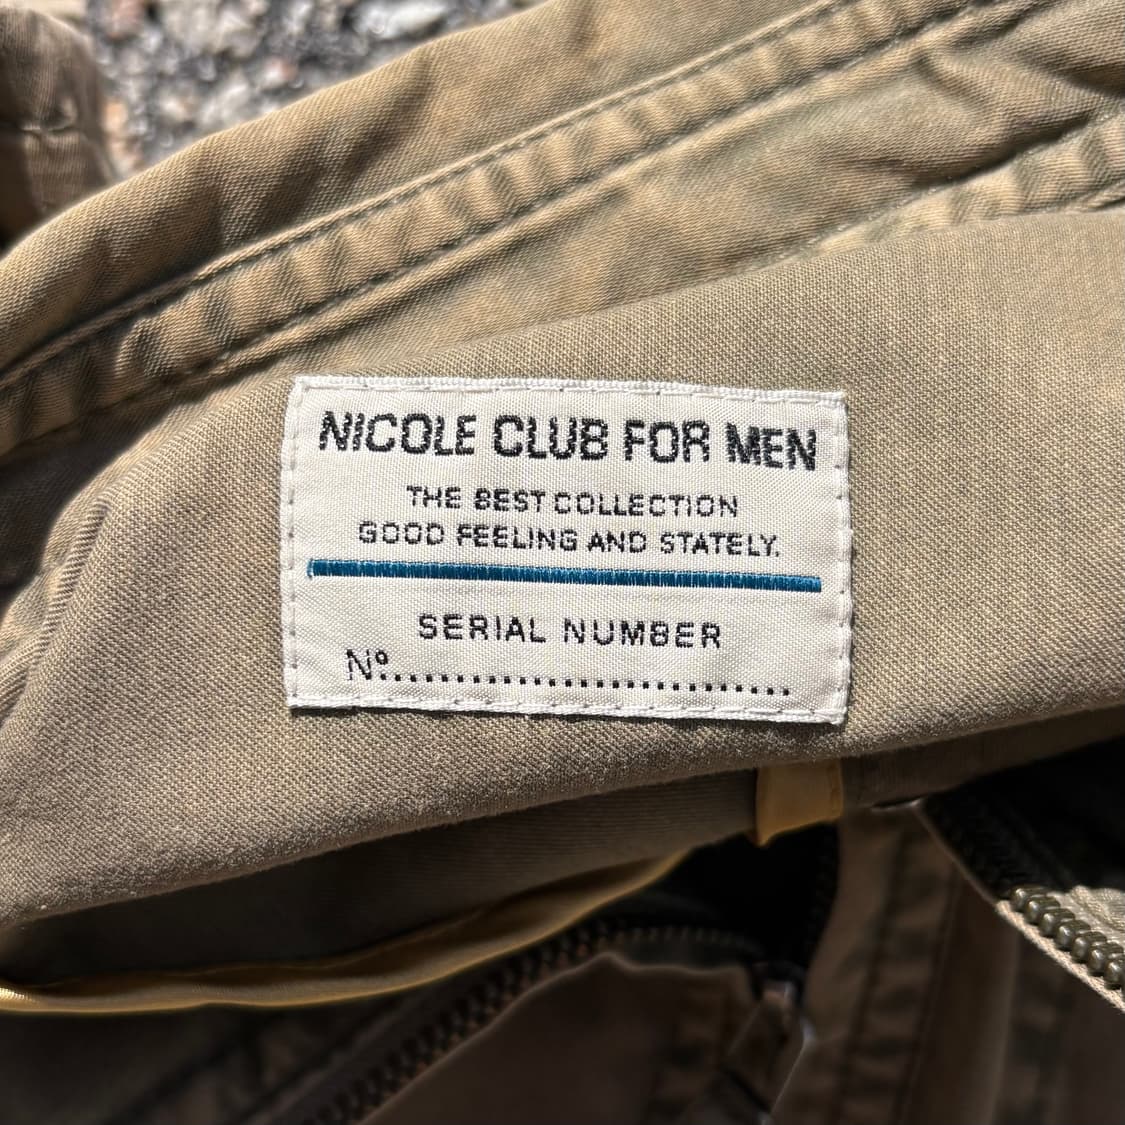 NICOLE CLUB FOR MEN
THE BEST COLLECTION
GOOD FEELING AND STATELY.
SERIAL NUMBER
Nº..............................